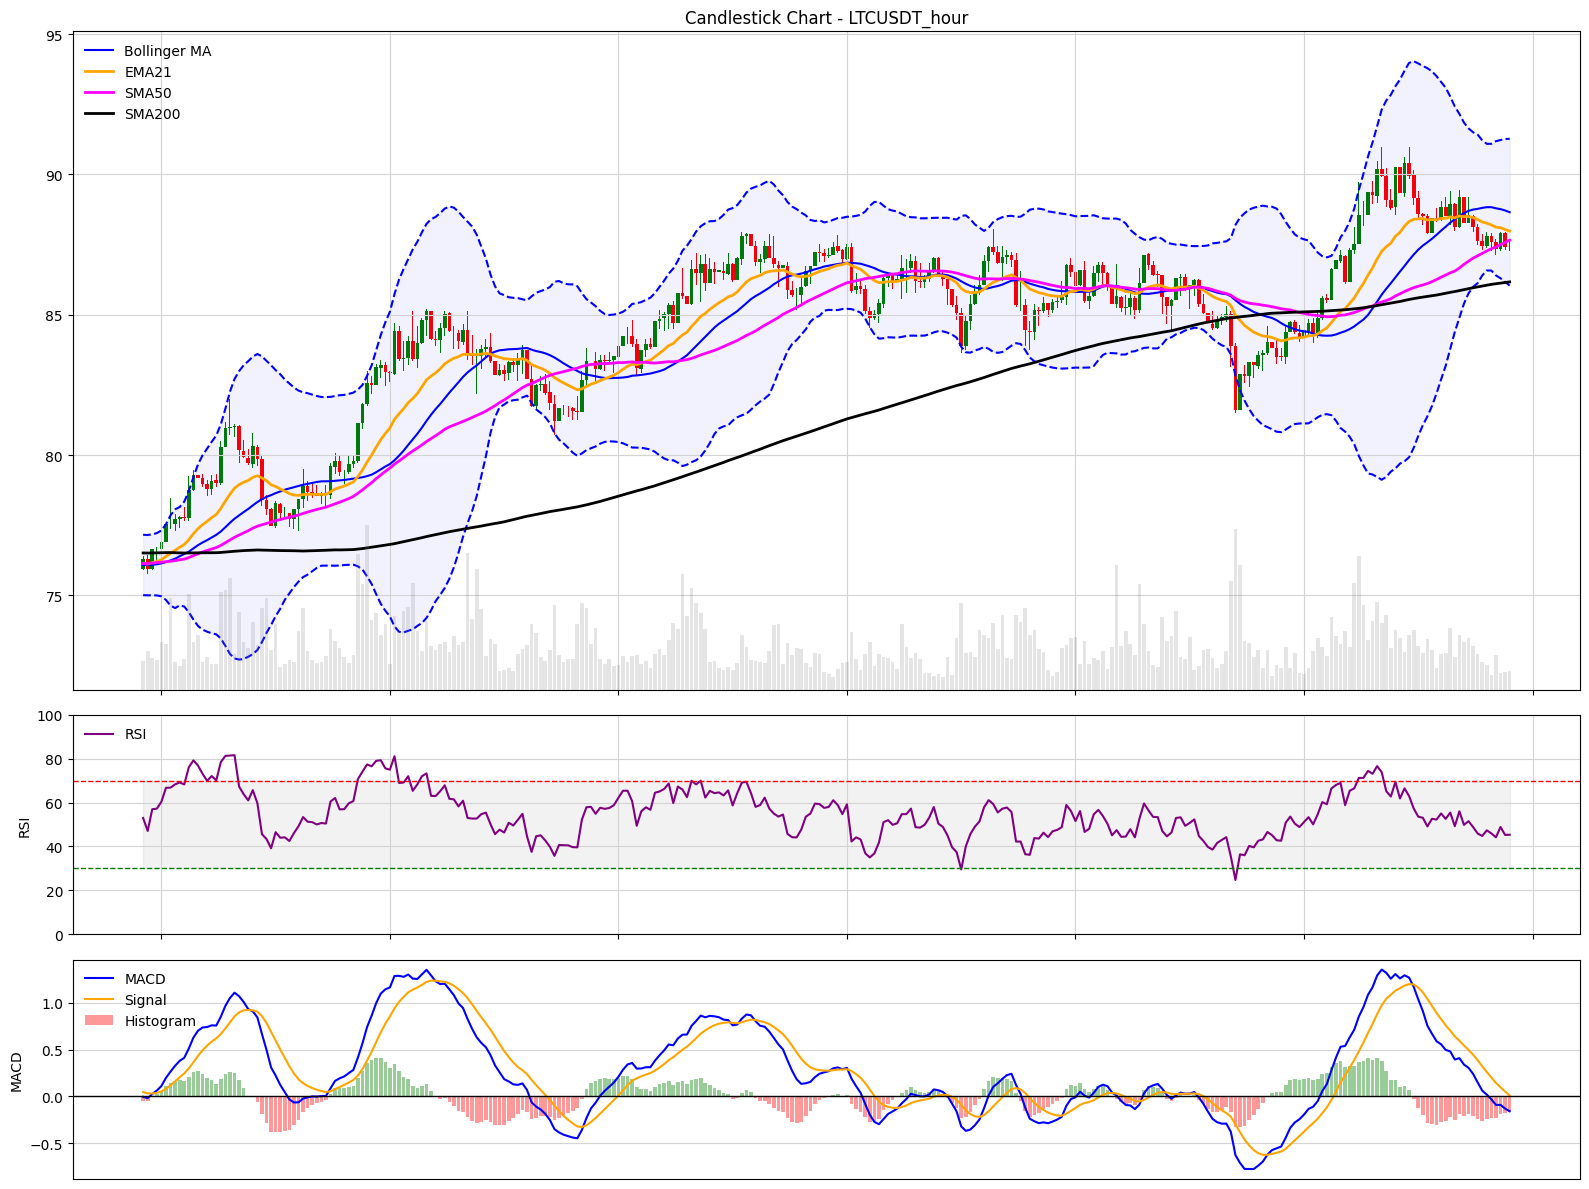 Candlestick Chart - LTCUSDT_hour
95
90
85
80
75
Bollinger MA
EMA21
SMA50
SMA200
100
80
60
40
20
0
RSI
RSI
1.0
0.5
0.0
−0.5
MACD
MACD
Signal
Histogram